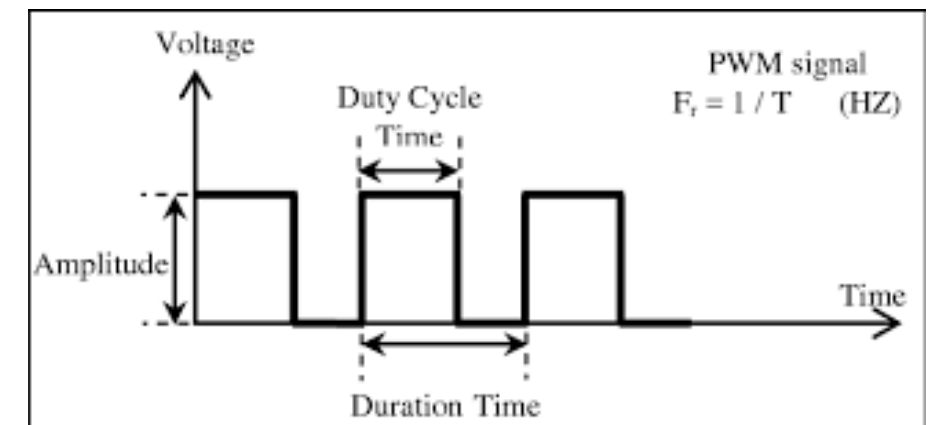 Voltage
PWM signal
Fᵣ = 1 / T (HZ)
Duty Cycle
Time
Amplitude
Time
Duration Time